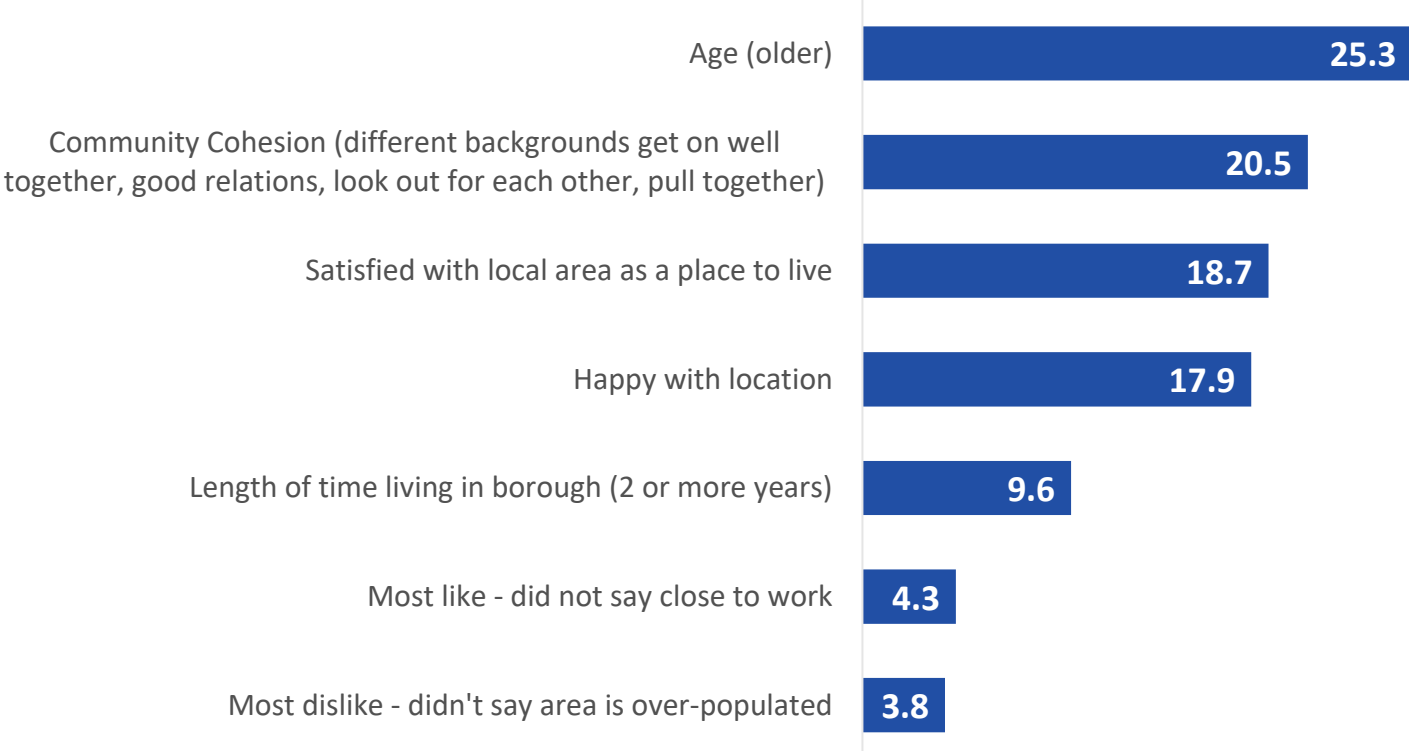 Age (older)
25.3
Community Cohesion (different backgrounds get on well
together, good relations, look out for each other, pull together)
20.5
Satisfied with local area as a place to live
18.7
Happy with location
17.9
Length of time living in borough (2 or more years)
9.6
Most like - did not say close to work
4.3
Most dislike - didn't say area is over-populated
3.8